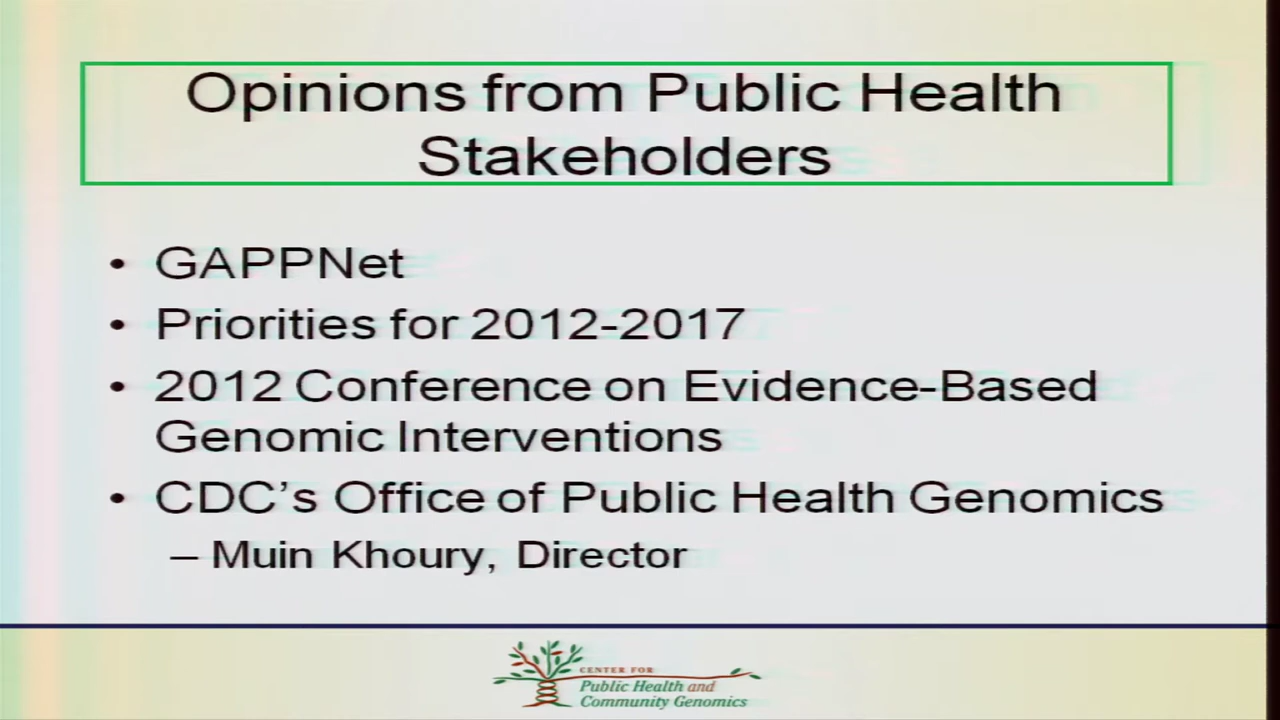 Opinions from Public Health
Stakeholders
• GAPPNet
• Priorities for 2012-2017
• 2012 Conference on Evidence-Based
Genomic Interventions
• CDC’s Office of Public Health Genomics
– Muin Khoury, Director
CENTER FOR
Public Health and
Community Genomics